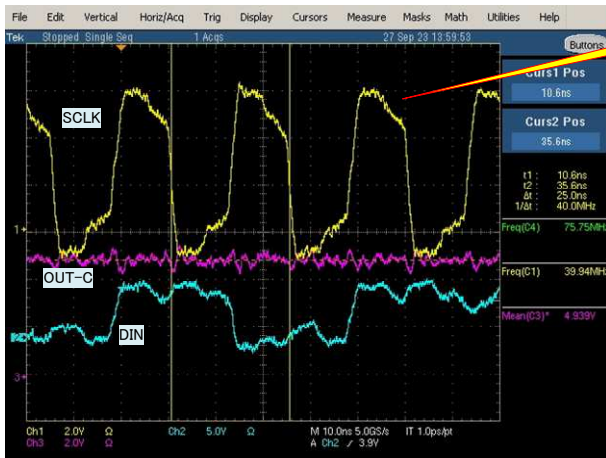 File Edit Vertical Horiz/Acq Trig Display Cursors Measure Masks Math Utilities Help
Tek Stopped Single Seq 1 Acqs 27 Sep 23 13:59:53
Buttons
Curs1 Pos
10.6ns
SCLK
Curs2 Pos
35.6ns
t1: 10.6ns
t2: 35.6ns
Δt: 25.0ns
1/Δt: 40.0MHz
Freq(C4) 75.75MH
OUT-C
Freq(C1) 39.94MH
Mean(C3)* 4.939V
DIN
Ch1 2.0V Ω Ch2 5.0V Ω M 10.0ns 5.0GS/s IT 1.0ps/pt
Ch3 2.0V Ω A Ch2 / 3.9V